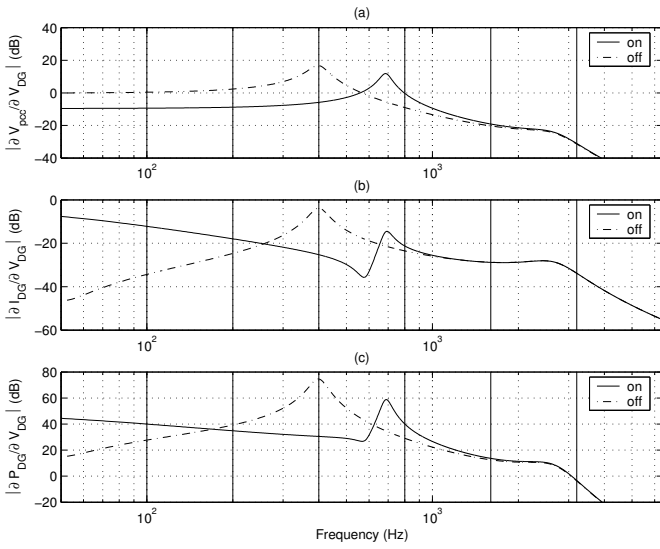 (a)
40
20
0
−20
−40
| ∂ V_pcc/∂ V_DG | (dB)
on
off
10^2
10^3
(b)
0
−20
−40
−60
| ∂ I_DG/∂ V_DG | (dB)
on
off
10^2
10^3
(c)
80
60
40
20
0
−20
| ∂ P_DG/∂ V_DG | (dB)
on
off
10^2
10^3
Frequency (Hz)